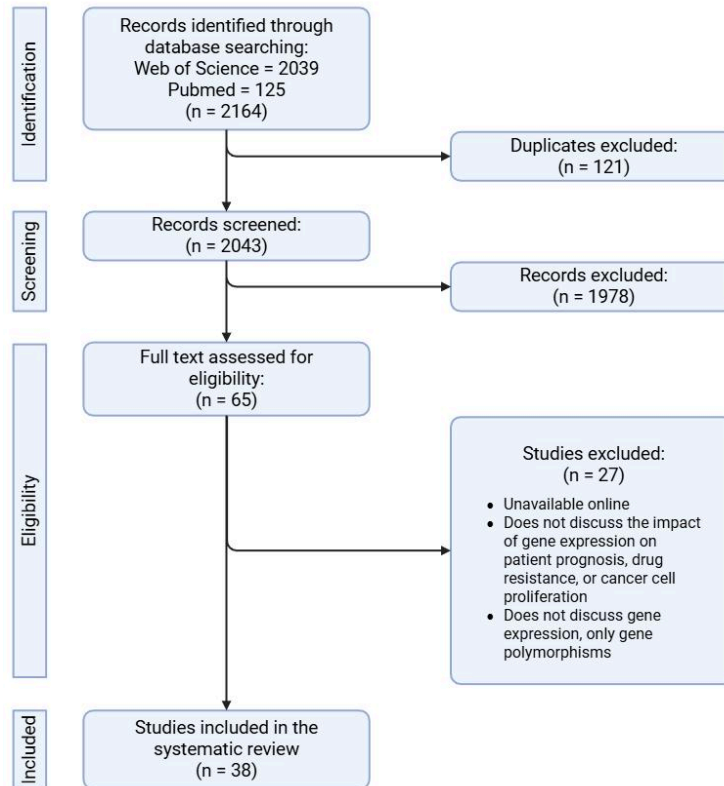 Identification
Records identified through
database searching:
Web of Science = 2039
Pubmed = 125
(n = 2164)
Duplicates excluded:
(n = 121)
Screening
Records screened:
(n = 2043)
Records excluded:
(n = 1978)
Eligibility
Full text assessed for
eligibility:
(n = 65)
Studies excluded:
(n = 27)
• Unavailable online
• Does not discuss the impact
of gene expression on
patient prognosis, drug
resistance, or cancer cell
proliferation
• Does not discuss gene
expression, only gene
polymorphisms
Included
Studies included in the
systematic review
(n = 38)